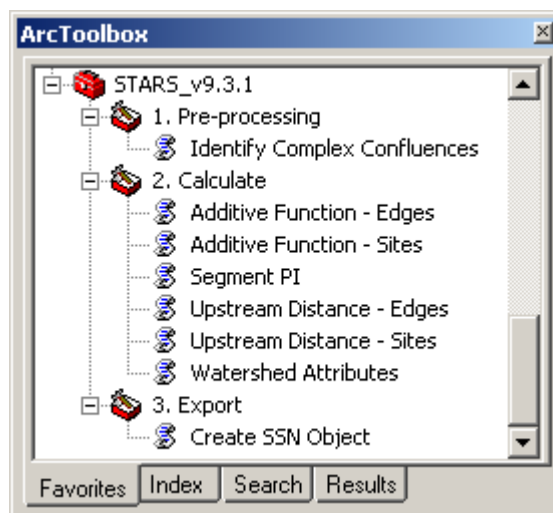 ArcToolbox
STARS_v9.3.1
1. Pre-processing
Identify Complex Confluences
2. Calculate
Additive Function - Edges
Additive Function - Sites
Segment PI
Upstream Distance - Edges
Upstream Distance - Sites
Watershed Attributes
3. Export
Create SSN Object
Favorites Index Search Results